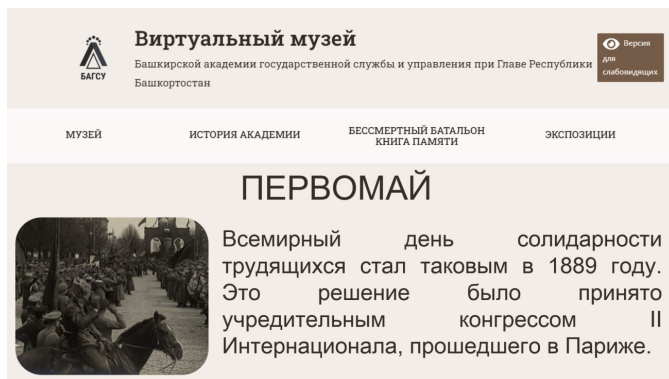 БАГСУ
Виртуальный музей
Башкирской академии государственной службы и управления при Главе Республики
Башкортостан
Версия
для
слабовидящих
МУЗЕЙ
ИСТОРИЯ АКАДЕМИИ
БЕССМЕРТНЫЙ БАТАЛЬОН
КНИГА ПАМЯТИ
ЭКСПОЗИЦИИ
ПЕРВОМАЙ
Всемирный день солидарности
трудящихся стал таковым в 1889 году.
Это решение было принято
учредительным конгрессом II
Интернационала, прошедшего в Париже.